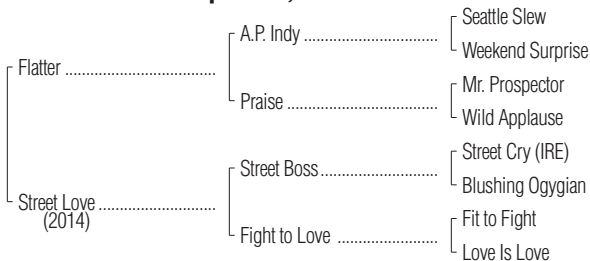 Seattle Slew
A.P. Indy ................................
Weekend Surprise
Flatter ....................................
Mr. Prospector
Praise .....................................
Wild Applause
Street Cry (IRE)
Street Boss............................
Blushing Ogygian
Street Love ............................
(2014)
Fit to Fight
Fight to Love ........................
Love Is Love